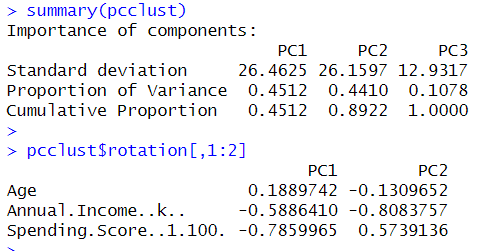 > summary(pcclust)
Importance of components:
                           PC1     PC2     PC3
Standard deviation     26.4625 26.1597 12.9317
Proportion of Variance  0.4512  0.4410  0.1078
Cumulative Proportion   0.4512  0.8922  1.0000
>
> pcclust$rotation[,1:2]
                              PC1        PC2
Age                     0.1889742 -0.1309652
Annual.Income..k..     -0.5886410 -0.8083757
Spending.Score..1.100. -0.7859965  0.5739136
>